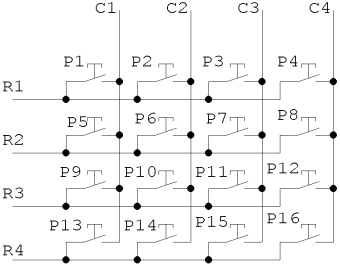 C1 C2 C3 C4
P1 P2 P3 P4
R1
P5 P6 P7 P8
R2
P9 P10 P11 P12
R3
P13 P14 P15 P16
R4